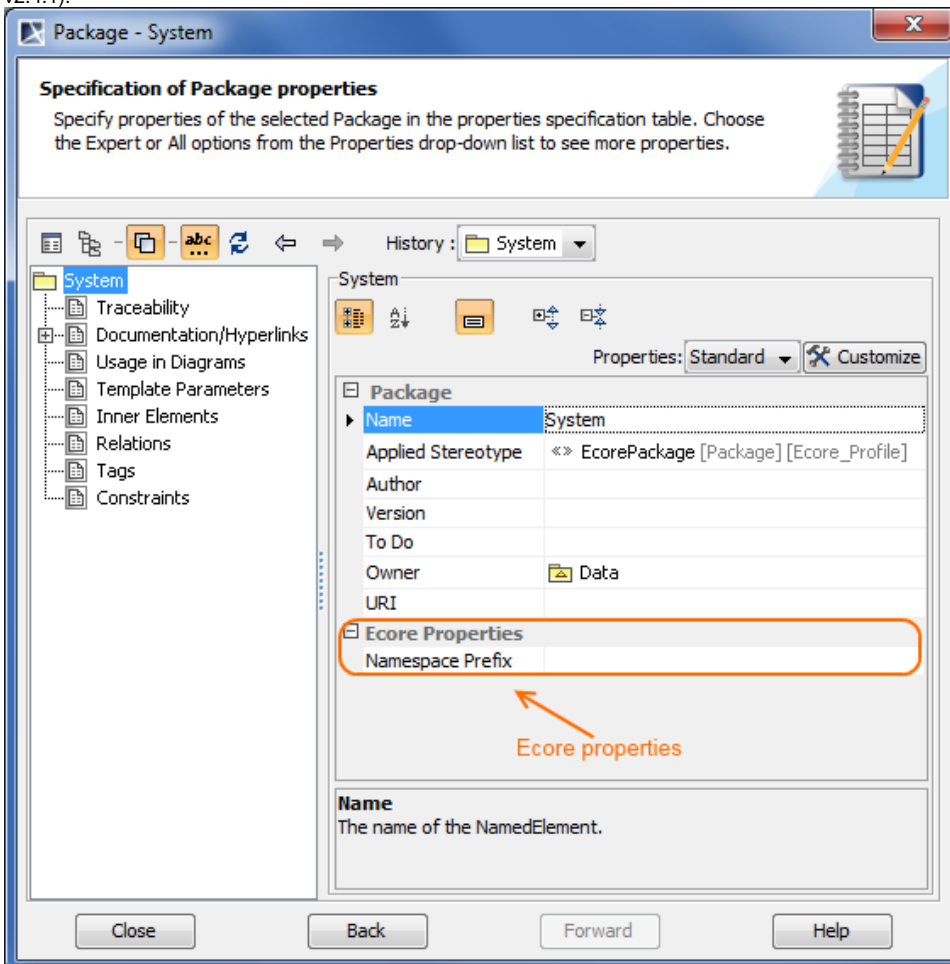 v2.4.1).
Package - System
Specification of Package properties
Specify properties of the selected Package in the properties specification table. Choose
the Expert or All options from the Properties drop-down list to see more properties.
abc
History : System
System
Traceability
Documentation/Hyperlinks
Usage in Diagrams
Template Parameters
Inner Elements
Relations
Tags
Constraints
System
Properties: Standard Customize
Package
Name System
Applied Stereotype «» EcorePackage [Package] [Ecore_Profile]
Author
Version
To Do
Owner Data
URI
Ecore Properties
Namespace Prefix
Ecore properties
Name
The name of the NamedElement.
Close Back Forward Help